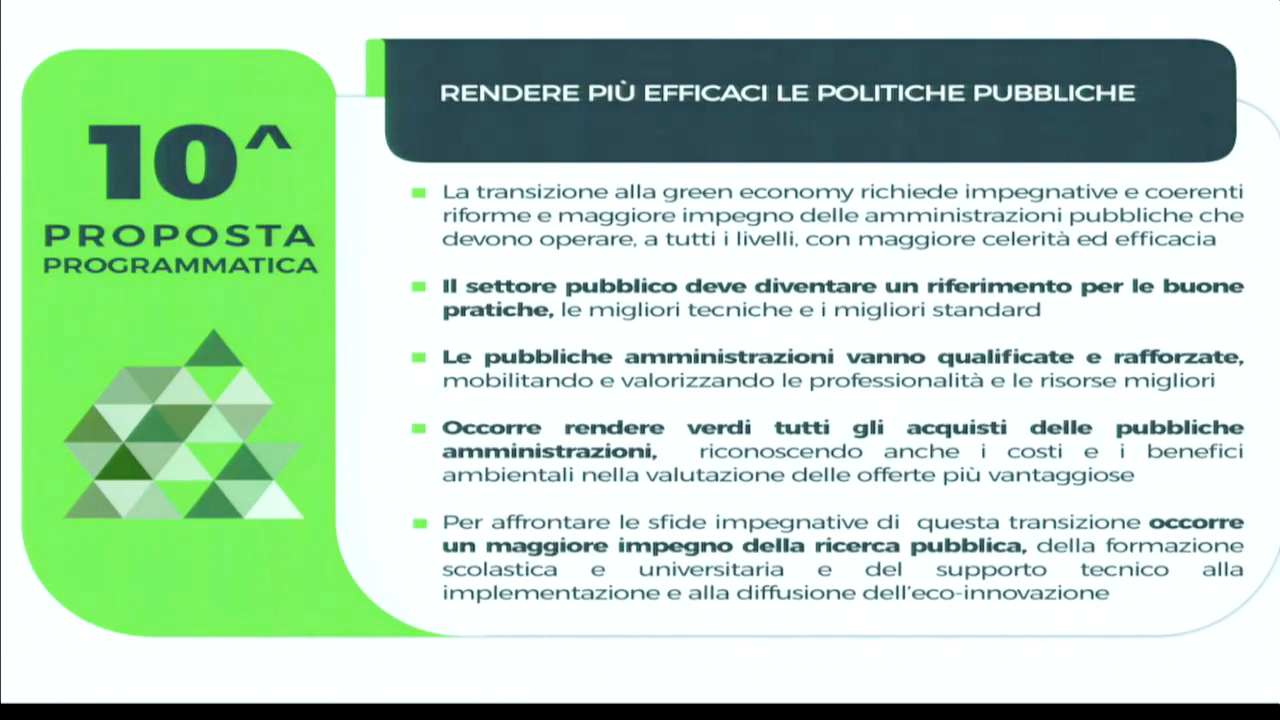 10^
PROPOSTA
PROGRAMMATICA
RENDERE PIÙ EFFICACI LE POLITICHE PUBBLICHE
La transizione alla green economy richiede impegnative e coerenti
riforme e maggiore impegno delle amministrazioni pubbliche che
devono operare, a tutti i livelli, con maggiore celerità ed efficacia
Il settore pubblico deve diventare un riferimento per le buone
pratiche, le migliori tecniche e i migliori standard
Le pubbliche amministrazioni vanno qualificate e rafforzate,
mobilitando e valorizzando le professionalità e le risorse migliori
Occorre rendere verdi tutti gli acquisti delle pubbliche
amministrazioni, riconoscendo anche i costi e i benefici
ambientali nella valutazione delle offerte più vantaggiose
Per affrontare le sfide impegnative di questa transizione occorre
un maggiore impegno della ricerca pubblica, della formazione
scolastica e universitaria e del supporto tecnico alla
implementazione e alla diffusione dell'eco-innovazione